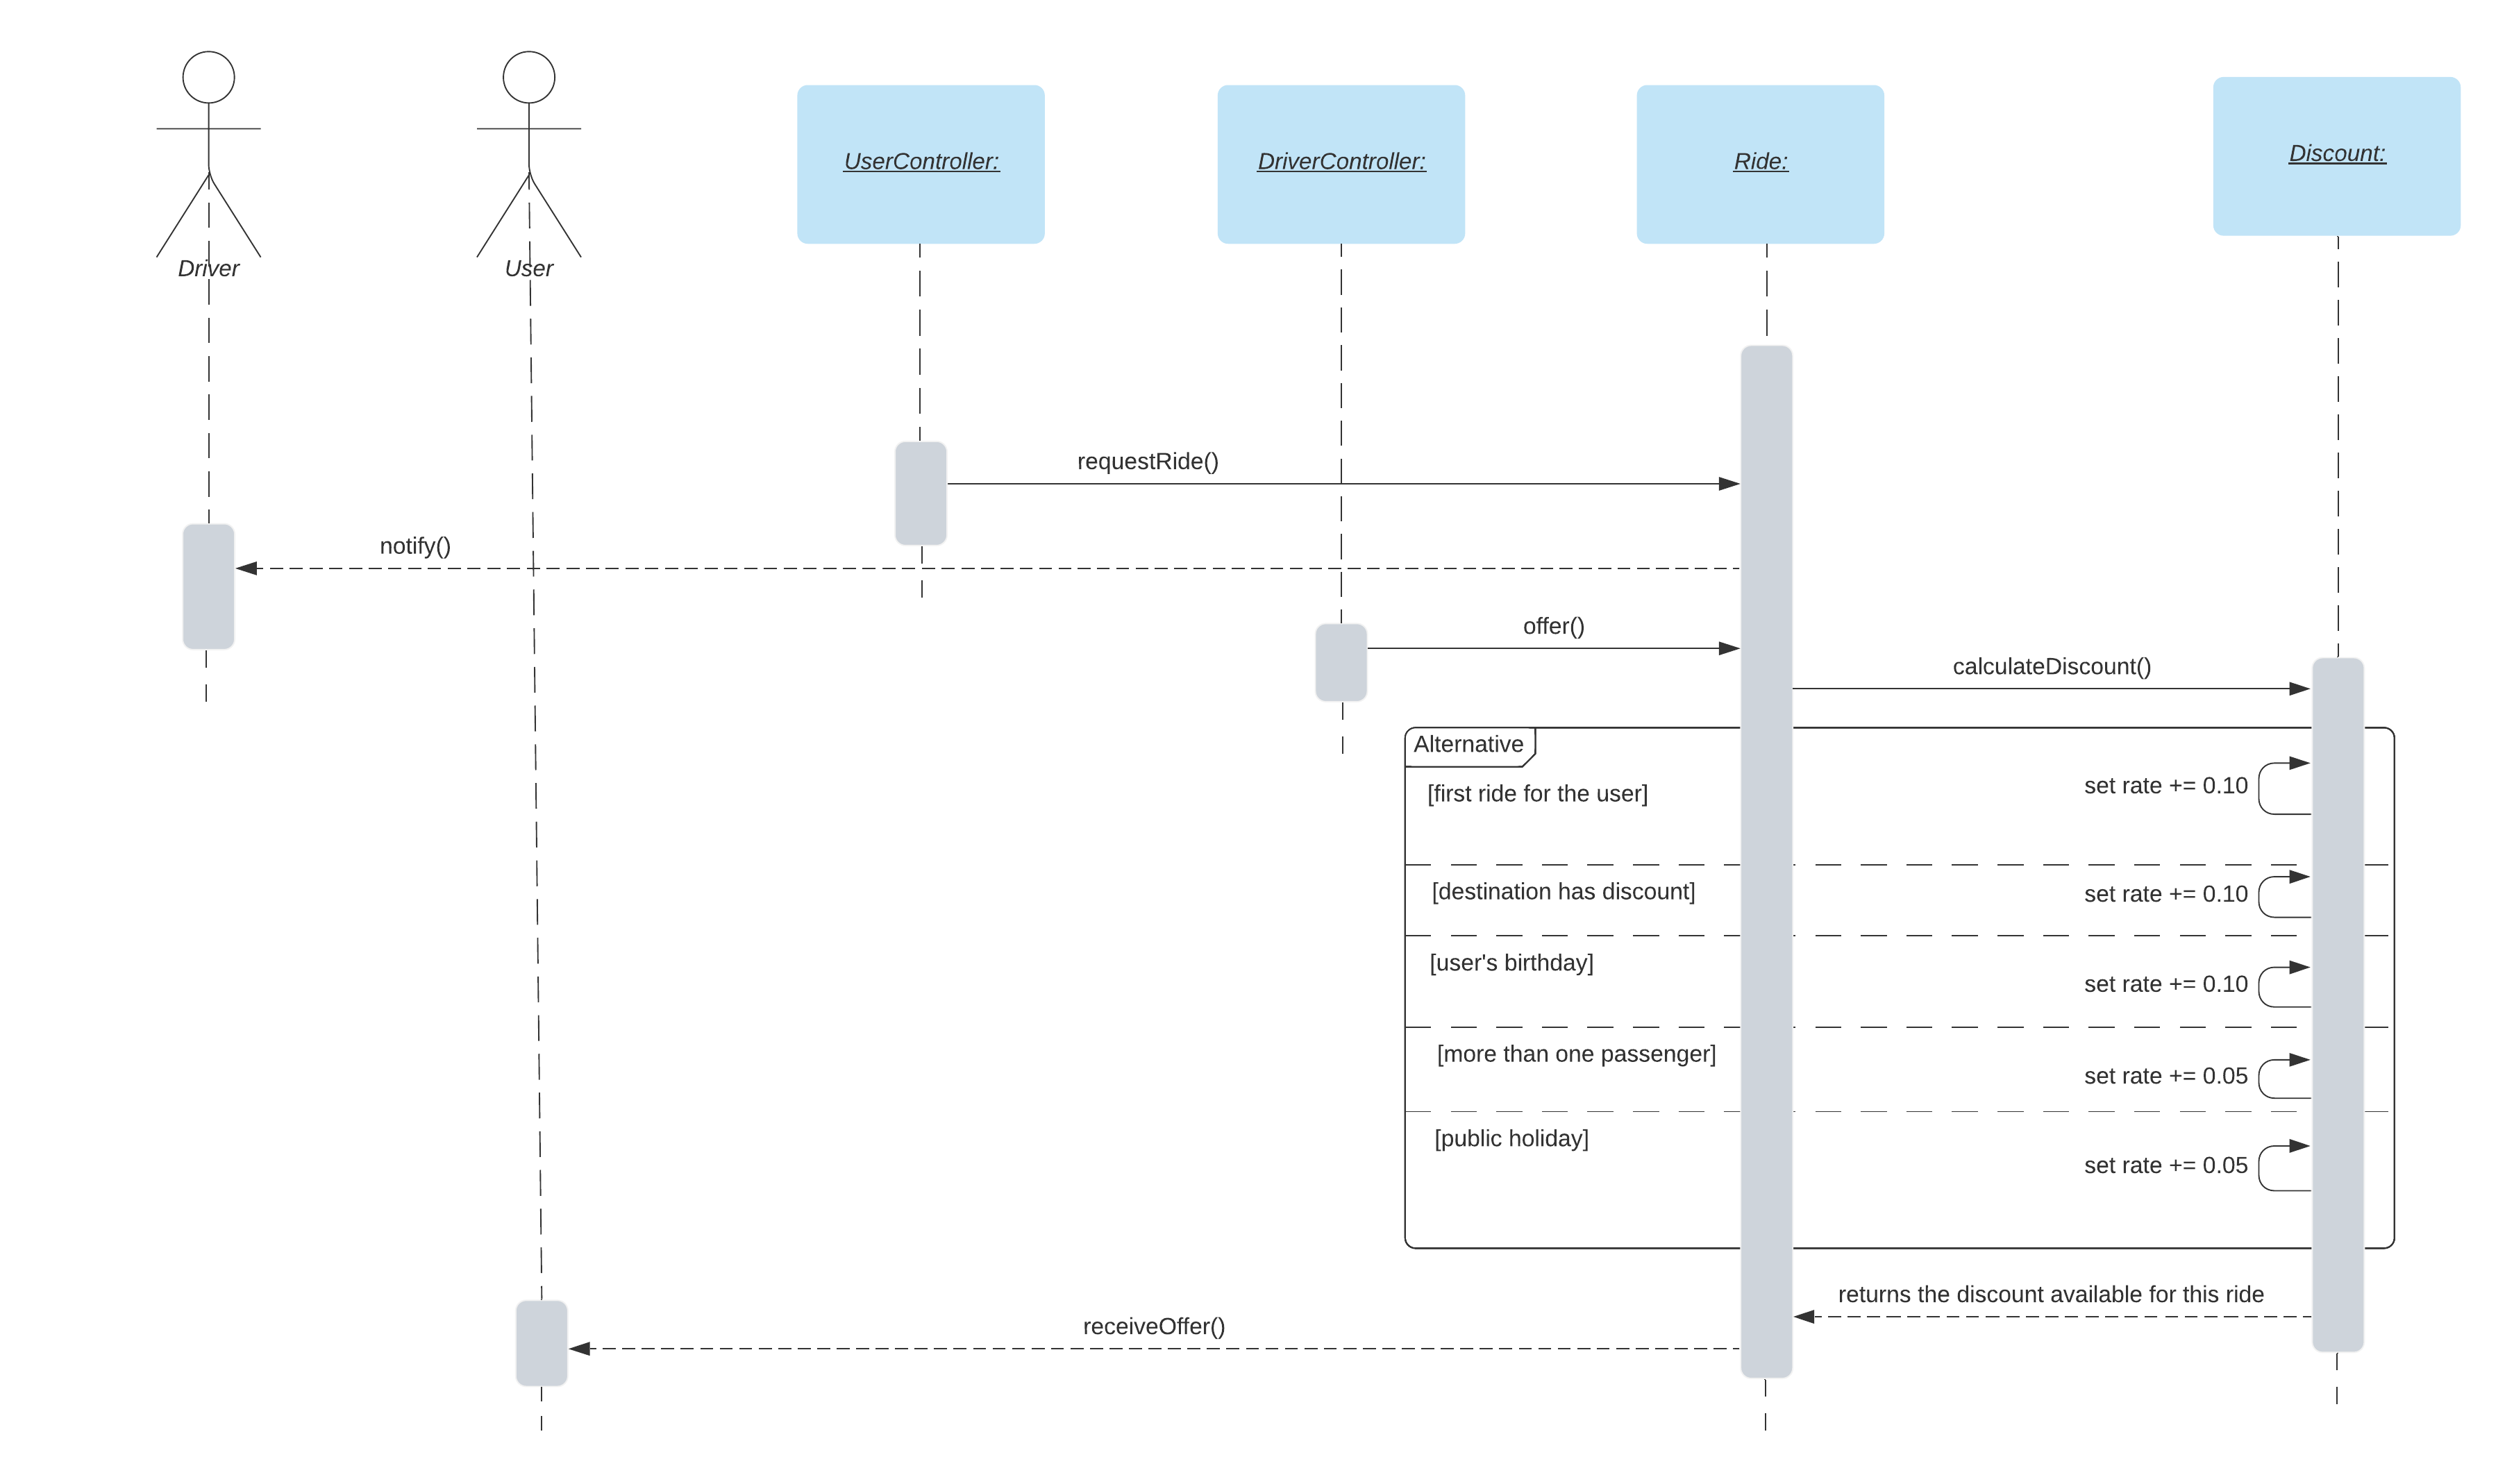 Driver
User
UserController:
DriverController:
Ride:
Discount:
requestRide()
notify()
offer()
calculateDiscount()
Alternative
[first ride for the user]
set rate += 0.10
[destination has discount]
set rate += 0.10
[user's birthday]
set rate += 0.10
[more than one passenger]
set rate += 0.05
[public holiday]
set rate += 0.05
returns the discount available for this ride
receiveOffer()